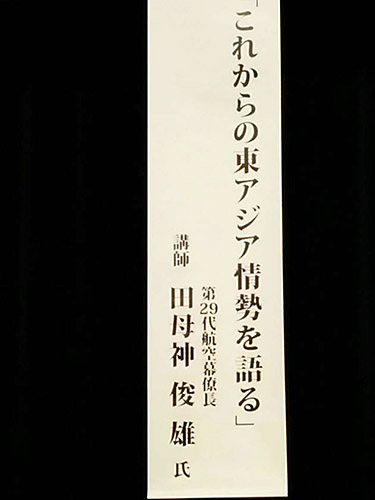 「これからの東アジア情勢を語る」
第29代航空幕僚長
講師 田母神 俊雄 氏